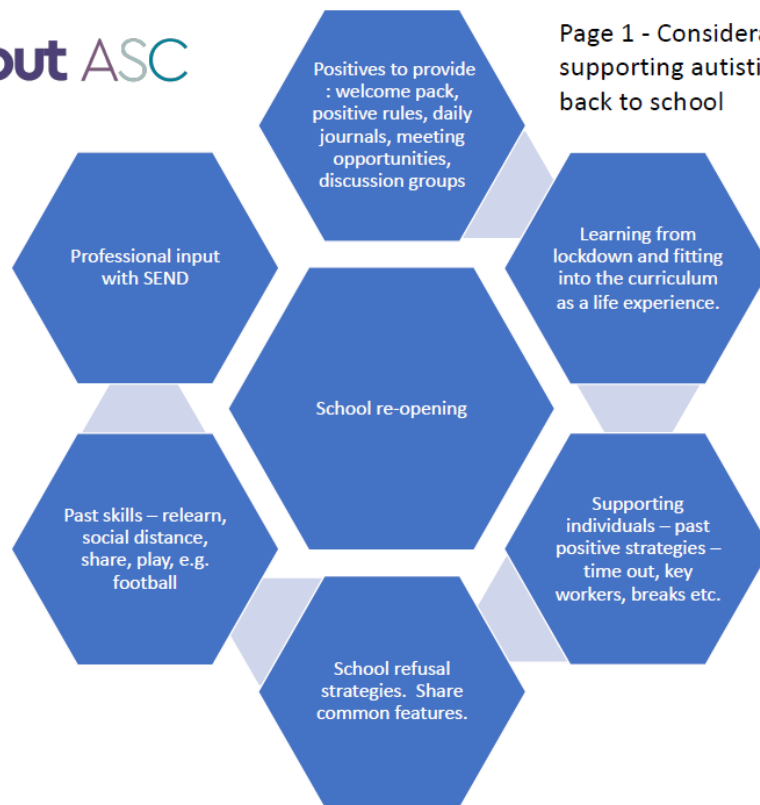 out ASC
Page 1 - Considera
supporting autisti
back to school
Positives to provide
: welcome pack,
positive rules, daily
journals, meeting
opportunities,
discussion groups
Professional input
with SEND
Learning from
lockdown and fitting
into the curriculum
as a life experience.
School re-opening
Past skills – relearn,
social distance,
share, play, e.g.
football
Supporting
individuals – past
positive strategies –
time out, key
workers, breaks etc.
School refusal
strategies.  Share
common features.